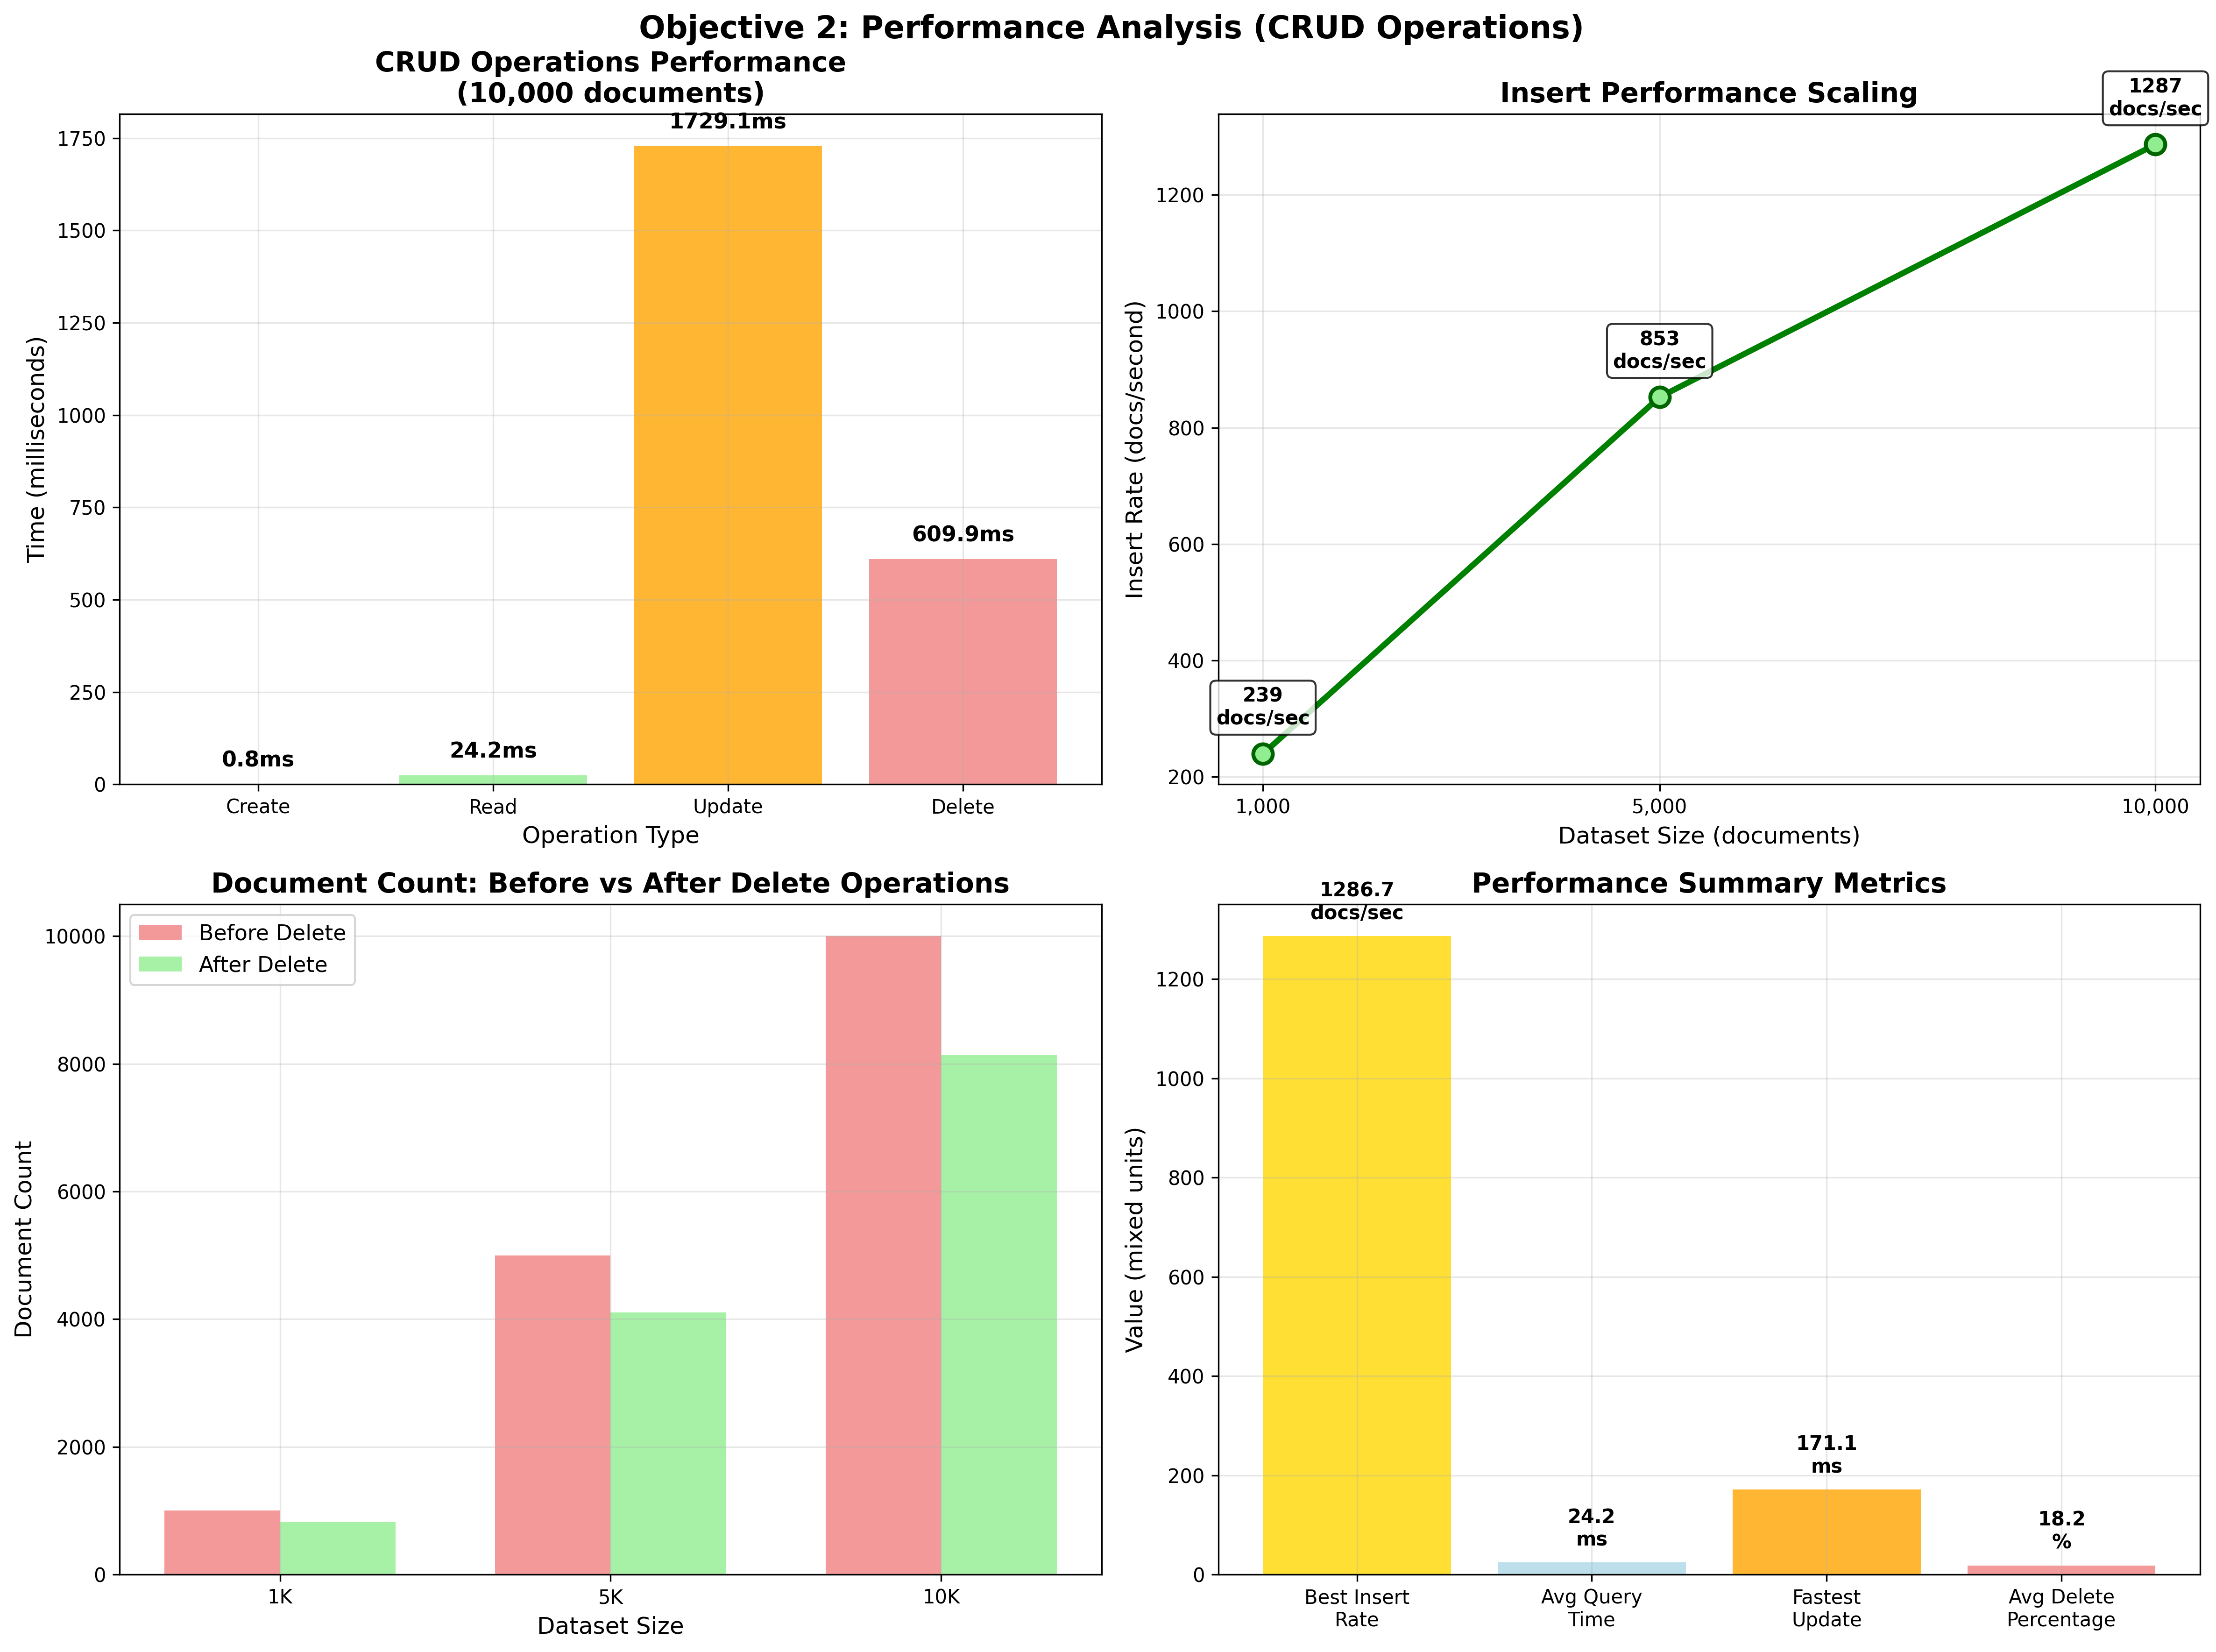 Objective 2: Performance Analysis (CRUD Operations)
CRUD Operations Performance
(10,000 documents)
1729.1ms
1750
1500
1250
1000
750
500
250
0
609.9ms
24.2ms
0.8ms
Time (milliseconds)
Create
Read
Update
Delete
Operation Type
Insert Performance Scaling
1287
docs/sec
853
docs/sec
239
docs/sec
1200
1000
800
600
400
200
Insert Rate (docs/second)
1,000
5,000
10,000
Dataset Size (documents)
Document Count: Before vs After Delete Operations
Before Delete
After Delete
10000
8000
6000
4000
2000
0
Document Count
1K
5K
10K
Dataset Size
Performance Summary Metrics
1286.7
docs/sec
24.2
ms
171.1
ms
18.2
%
1200
1000
800
600
400
200
0
Value (mixed units)
Best Insert
Rate
Avg Query
Time
Fastest
Update
Avg Delete
Percentage